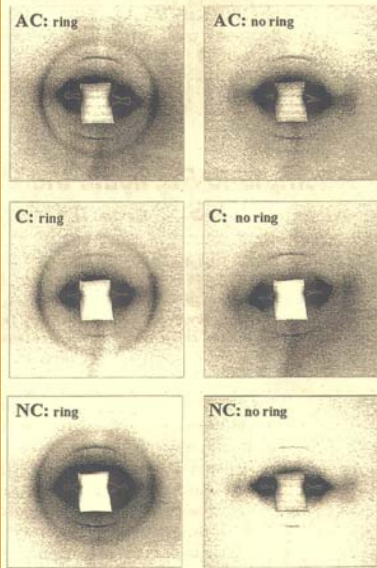 AC: ring
AC: no ring
C: ring
C: no ring
NC: ring
NC: no ring